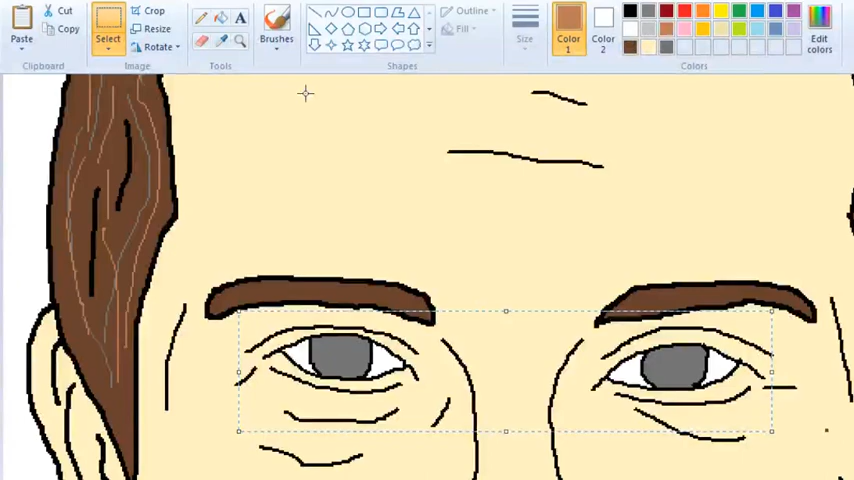 Cut
Copy
Paste
Clipboard
Crop
Resize
Rotate
Select
Image
A
Tools
Brushes
Outline
Fill
Shapes
Size
Color
1
Color
2
Edit
colors
Colors